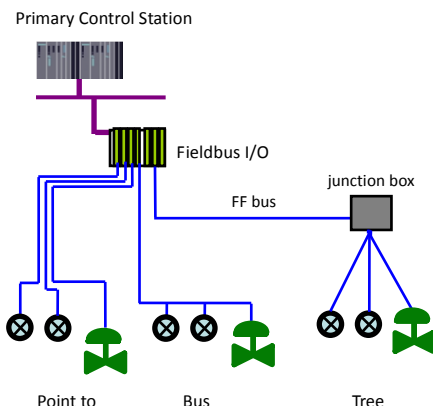 Primary Control Station
Fieldbus I/O
junction box
FF bus
Point to
Bus
Tree